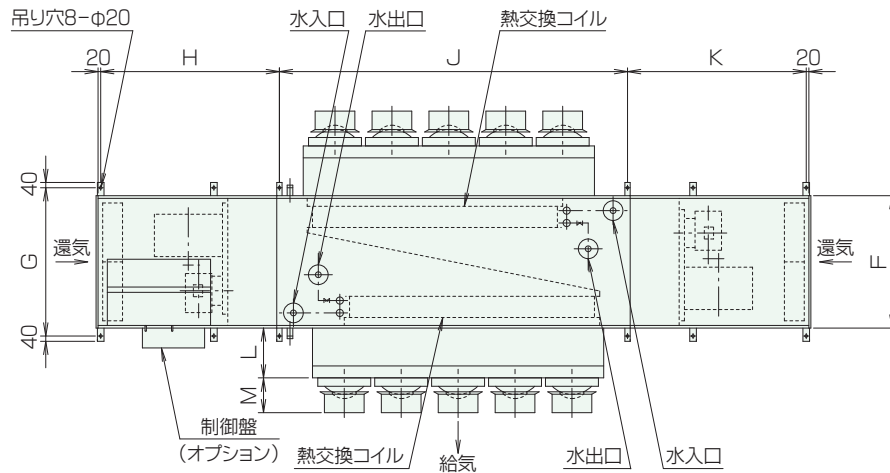 吊り穴8-φ20
水入口
水出口
熱交換コイル
20
H
J
K
20
40
G
還気
還気
F
40
L
M
制御盤
(オプション)
熱交換コイル
給気
水出口
水入口